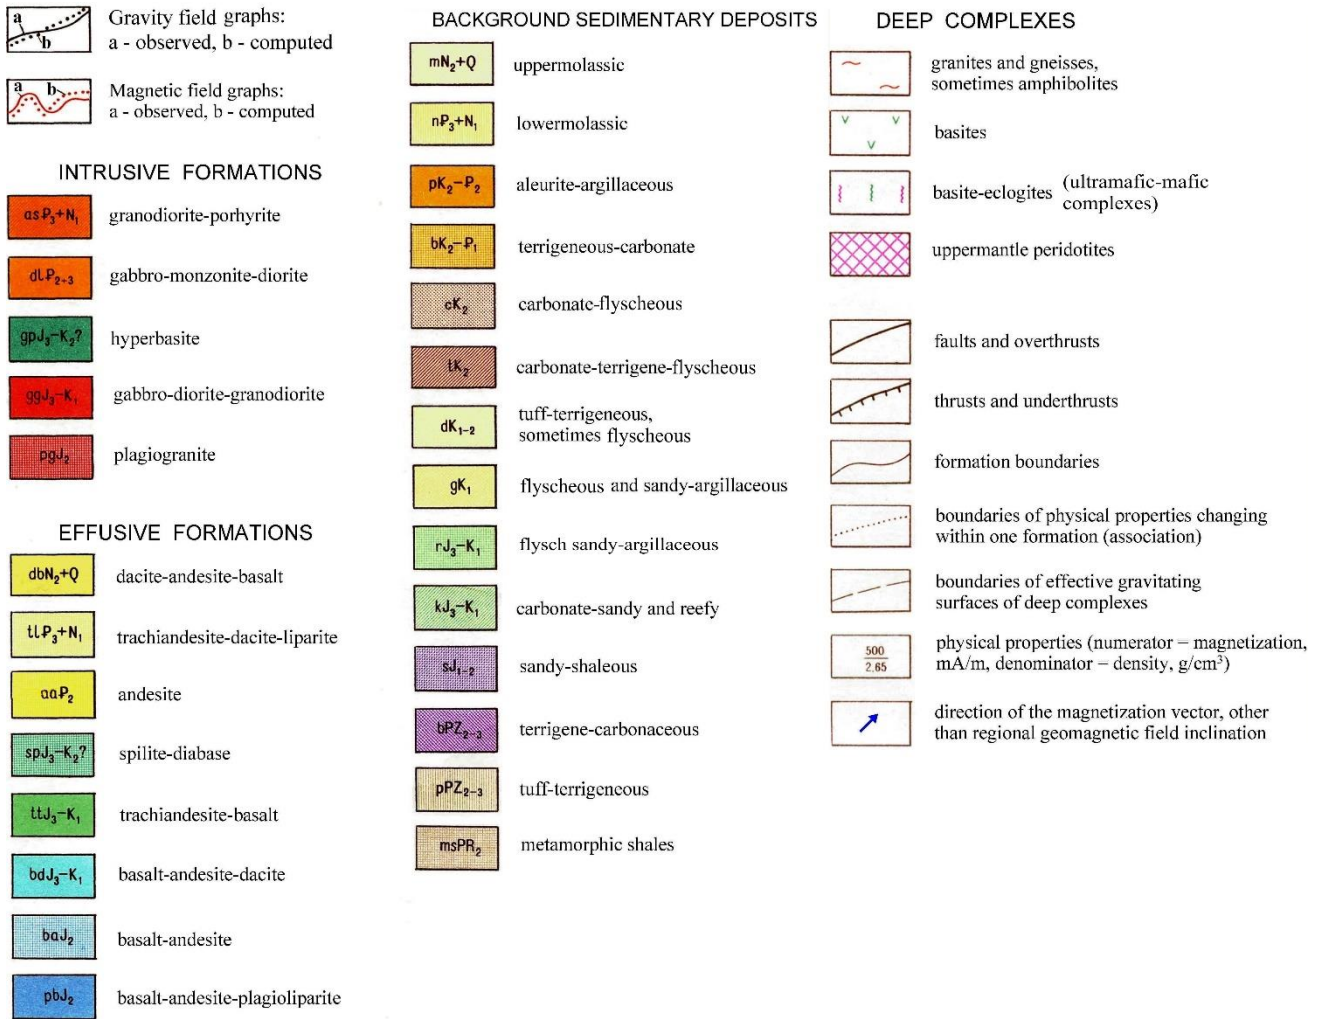 a
b
Gravity field graphs:
a - observed, b - computed
a
b
Magnetic field graphs:
a - observed, b - computed
INTRUSIVE FORMATIONS
asP₃+N₁ granodiorite-porphyrite
dlP₂₊₃ gabbro-monzonite-diorite
gpJ₃-K₂? hyperbasite
ggJ₃-K₁ gabbro-diorite-granodiorite
pgJ₂ plagiogranite
EFFUSIVE FORMATIONS
dbN₂+Q dacite-andesite-basalt
tlP₃+N₁ trachiandesite-dacite-liparite
aaP₂ andesite
spJ₃-K₂? spilite-diabase
ttJ₃-K₁ trachiandesite-basalt
bdJ₃-K₁ basalt-andesite-dacite
baJ₂ basalt-andesite
pbJ₂ basalt-andesite-plagioliparite
BACKGROUND SEDIMENTARY DEPOSITS
mN₂+Q uppermolassic
nP₃+N₁ lowermolassic
pK₂-P₂ aleurite-argillaceous
bK₂-P₁ terrigeneous-carbonate
cK₂ carbonate-flyscheous
tK₂ carbonate-terrigene-flyscheous
dK₁₋₂ tuff-terrigeneous,
sometimes flyscheous
gK₁ flyscheous and sandy-argillaceous
rJ₃-K₁ flysch sandy-argillaceous
kJ₃-K₁ carbonate-sandy and reefy
sJ₁₋₂ sandy-shaleous
bPZ₂₋₃ terrigene-carbonaceous
pPZ₂₋₃ tuff-terrigeneous
msPR₂ metamorphic shales
DEEP COMPLEXES
granites and gneisses,
sometimes amphibolites
basites
basite-eclogites (ultramafic-mafic
complexes)
uppermantle peridotites
faults and overthrusts
thrusts and underthrusts
formation boundaries
boundaries of physical properties changing
within one formation (association)
boundaries of effective gravitating
surfaces of deep complexes
500
2.65
physical properties (numerator – magnetization,
mA/m, denominator – density, g/cm³)
direction of the magnetization vector, other
than regional geomagnetic field inclination